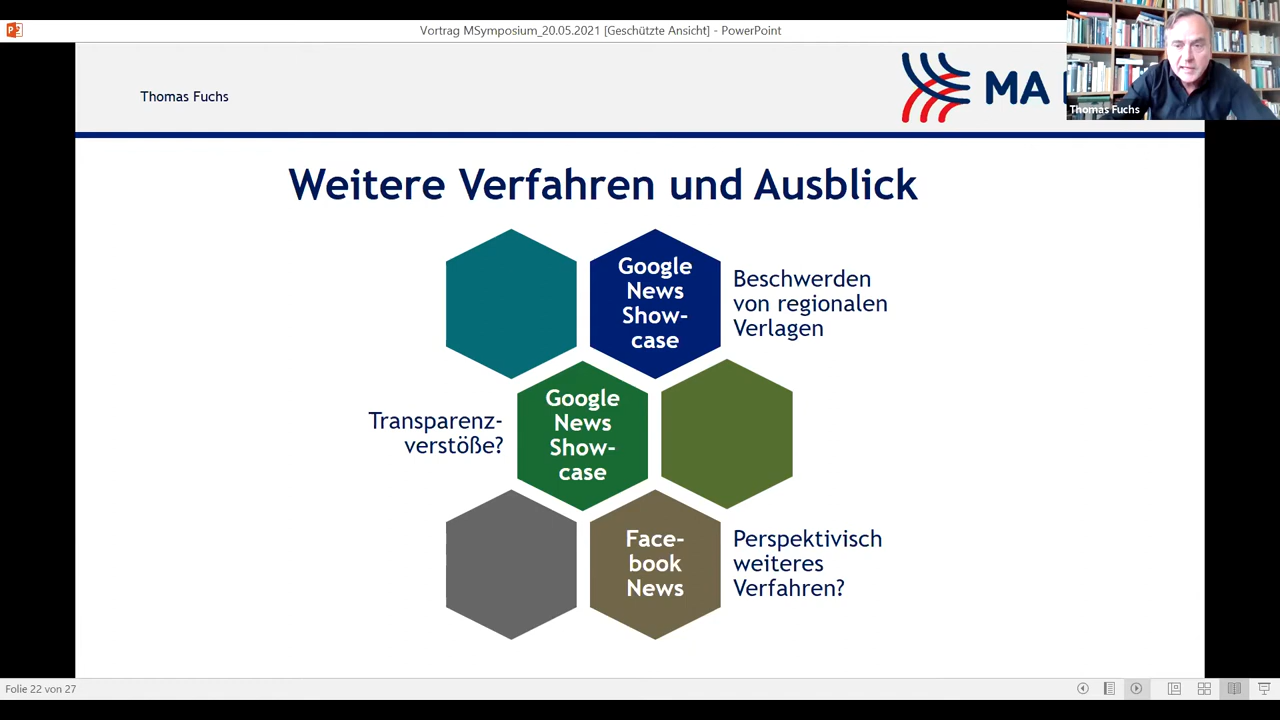 Vortrag MSymposium_20.05.2021 [Geschützte Ansicht] - PowerPoint
Thomas Fuchs
MA
Thomas Fuchs
Weitere Verfahren und Ausblick
Google
News
Show-
case
Beschwerden
von regionalen
Verlagen
Transparenz-
verstöße?
Google
News
Show-
case
Face-
book
News
Perspektivisch
weiteres
Verfahren?
Folie 22 von 27